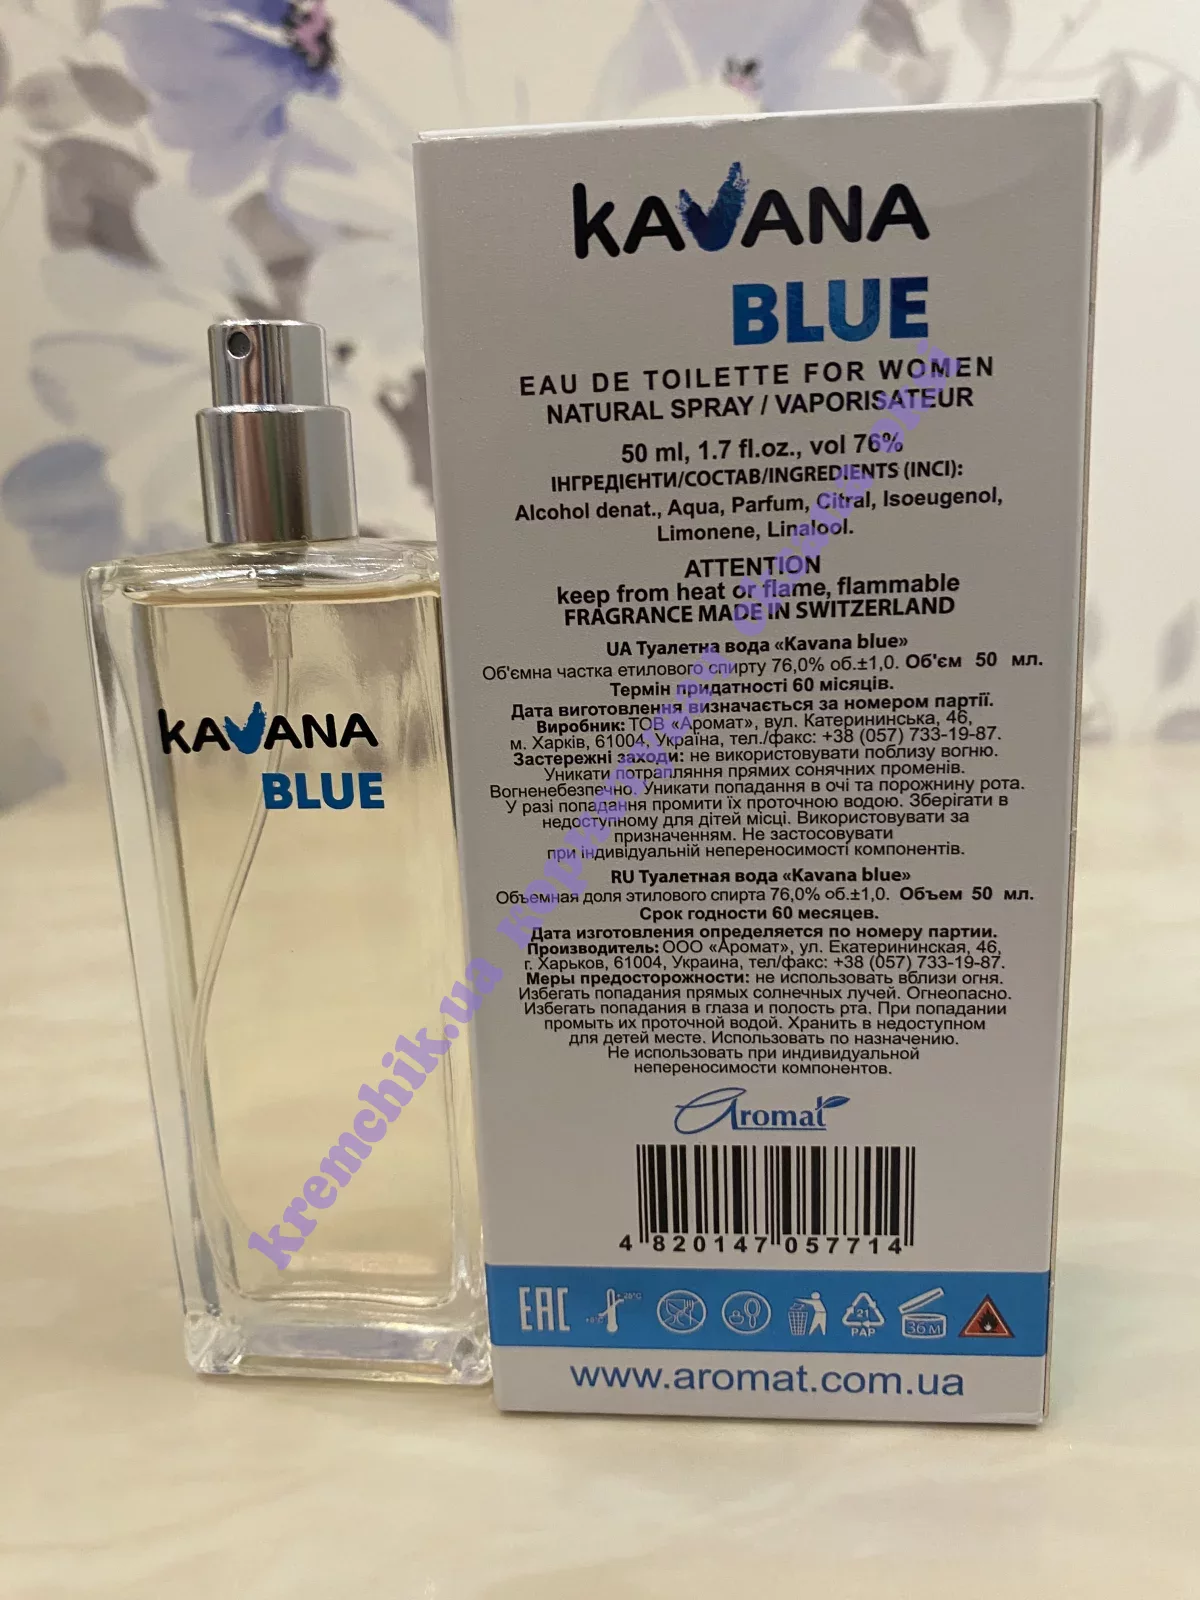 KAVANA
BLUE
EAU DE TOILETTE FOR WOMEN
NATURAL SPRAY / VAPORISATEUR
50 ml, 1.7 fl.oz., vol 76%
ІНГРЕДІЄНТИ/СОСТАВ/INGREDIENTS (INCI):
Alcohol denat., Aqua, Parfum, Citral, Isoeugenol,
Limonene, Linalool.
ATTENTION
keep from heat or flame, flammable
FRAGRANCE MADE IN SWITZERLAND
UA Туалетна вода «Kavana blue»
Об'ємна частка етилового спирту 76,0% об.±1,0. Об'єм 50 мл.
Термін придатності 60 місяців.
Дата виготовлення визначається за номером партії.
Виробник: ТОВ «Аромат», вул. Катерининська, 46,
м. Харків, 61004, Україна, тел./факс: +38 (057) 733-19-87.
Застережні заходи: не використовувати поблизу вогню.
Уникати потрапляння прямих сонячних променів.
Вогненебезпечно. Уникати попадання в очі та порожнину рота.
У разі попадання промити їх проточною водою. Зберігати в
недоступному для дітей місці. Використовувати за
призначенням. Не застосовувати
при індивідуальній непереносимості компонентів.
RU Туалетная вода «Kavana blue»
Объемная доля этилового спирта 76,0% об.±1,0. Объем 50 мл.
Срок годности 60 месяцев.
Дата изготовления определяется по номеру партии.
Производитель: ООО «Аромат», ул. Екатерининская, 46,
г. Харьков, 61004, Украина, тел/факс: +38 (057) 733-19-87.
Меры предосторожности: не использовать вблизи огня.
Избегать попадания прямых солнечных лучей. Огнеопасно.
Избегать попадания в глаза и полость рта. При попадании
промыть их проточной водой. Хранить в недоступном
для детей месте. Использовать по назначению.
Не использовать при индивидуальной
непереносимости компонентов.
Aromat
4 820147 057714
EAC
21
PAP
36 м
www.aromat.com.ua
KAVANA
BLUE
kremchik.ua